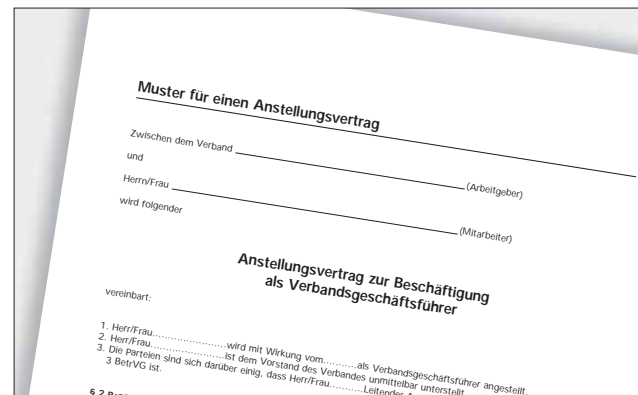 Muster für einen Anstellungsvertrag
Zwischen dem Verband (Arbeitgeber)
und
Herrn/Frau (Mitarbeiter)
wird folgender
Anstellungsvertrag zur Beschäftigung
als Verbandsgeschäftsführer
vereinbart:
1. Herr/Frau......................wird mit Wirkung vom..........als Verbandsgeschäftsführer angestellt.
2. Herr/Frau......................ist dem Vorstand des Verbandes unmittelbar unterstellt.
3. Die Parteien sind sich darüber einig, dass Herr/Frau..........Leitender
3 BetrVG ist.
§ 2